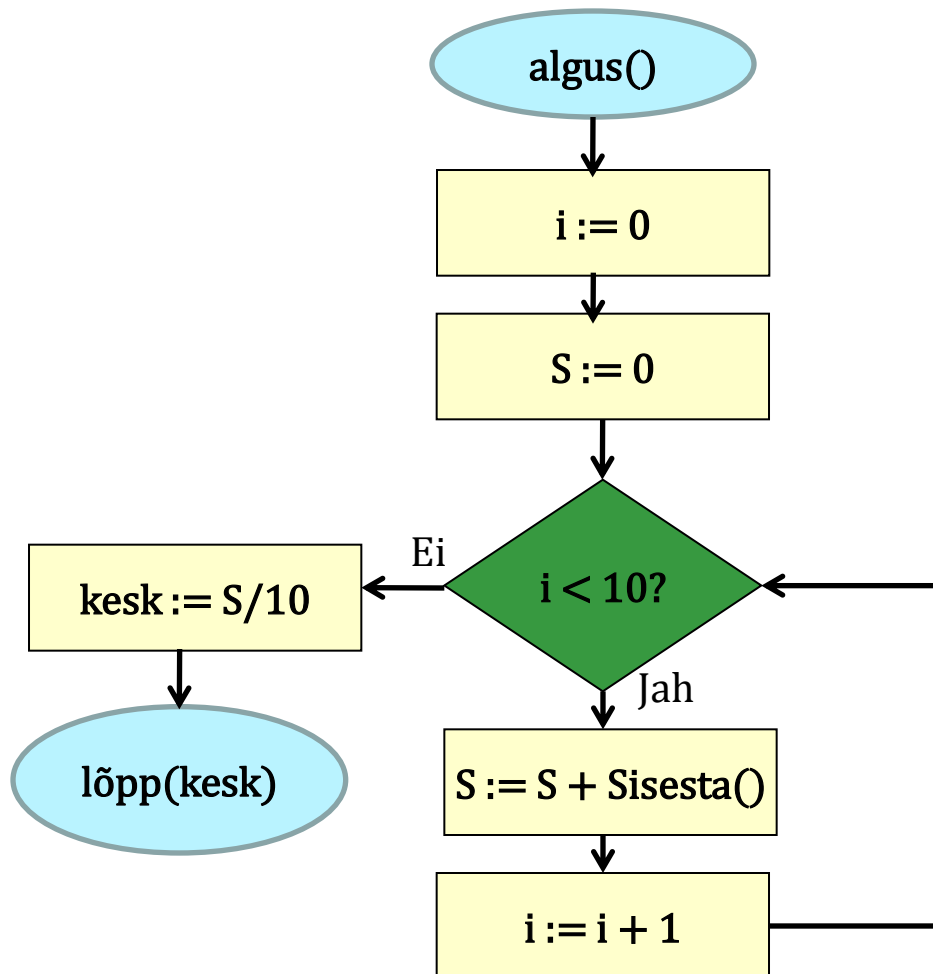 algus()
i := 0
S := 0
i < 10?
Ei
kesk := S/10
lõpp(kesk)
Jah
S := S + Sisesta()
i := i + 1